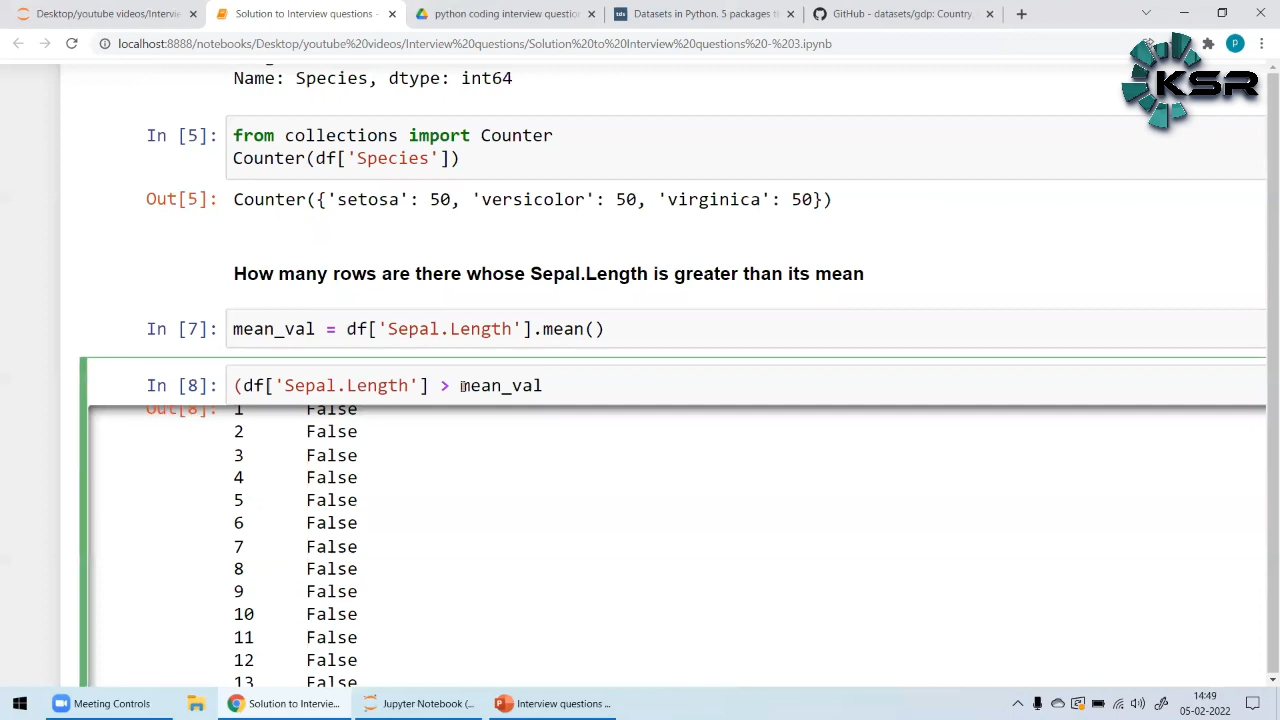 Desktop/youtube videos/Intervie
Solution to Interview questions -
python coding interview question
tds
Datasets in Python. 5 packages t
GitHub - datasets/gdp: Country
localhost:8888/notebooks/Desktop/youtube%20videos/Interview%20questions/Solution%20to%20Interview%20questions%20-%203.ipynb
P
KSR
Name: Species, dtype: int64
In [5]:
from collections import Counter
Counter(df['Species'])
Out[5]:
Counter({'setosa': 50, 'versicolor': 50, 'virginica': 50})
How many rows are there whose Sepal.Length is greater than its mean
In [7]:
mean_val = df['Sepal.Length'].mean()
In [8]:
(df['Sepal.Length'] > mean_val
Out[8]:
1 False
2 False
3 False
4 False
5 False
6 False
7 False
8 False
9 False
10 False
11 False
12 False
13 False
Meeting Controls
Solution to Intervie...
Jupyter Notebook (...
Interview questions ...
14:49
05-02-2022